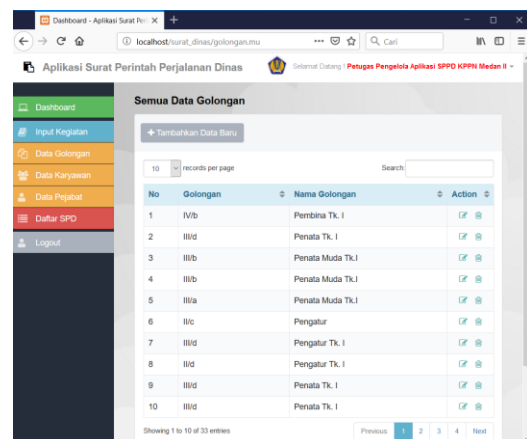 Dashboard - Aplikasi Surat Per
localhost/surat_dinas/golongan.mu
Cari
Aplikasi Surat Perintah Perjalanan Dinas
Selamat Datang ! Petugas Pengelola Aplikasi SPPD KPPN Medan II
Dashboard
Input Kegiatan
Data Golongan
Data Karyawan
Data Pejabat
Daftar SPD
Logout
Semua Data Golongan
+ Tambahkan Data Baru
10 records per page Search:
No Golongan Nama Golongan Action
1 IV/b Pembina Tk. I
2 III/d Penata Tk. I
3 III/b Penata Muda Tk.I
4 III/b Penata Muda Tk.I
5 III/a Penata Muda Tk.I
6 II/c Pengatur
7 III/d Pengatur Tk. I
8 II/d Pengatur Tk. I
9 III/d Penata Tk. I
10 III/d Penata Tk. I
Showing 1 to 10 of 33 entries
Previous 1 2 3 4 Next